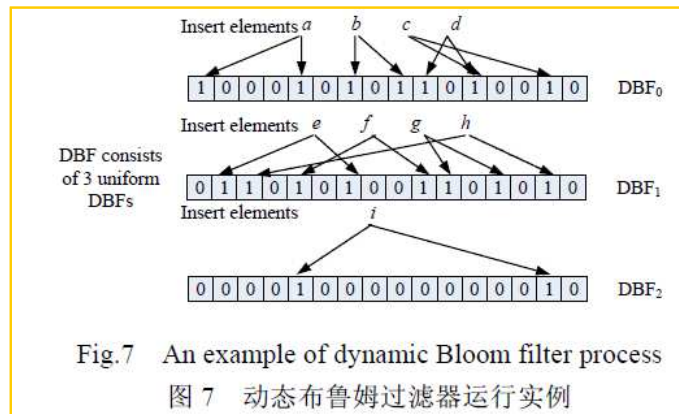 Insert elements a b c d
1 0 0 0 1 0 1 0 1 1 0 1 0 0 1 0 DBF0
Insert elements e f g h
DBF consists
of 3 uniform
DBFs
0 1 1 0 1 0 1 0 0 1 1 0 1 0 1 0 DBF1
Insert elements i
0 0 0 0 1 0 0 0 0 0 0 0 0 0 1 0 DBF2
Fig.7 An example of dynamic Bloom filter process
图 7 动态布鲁姆过滤器运行实例